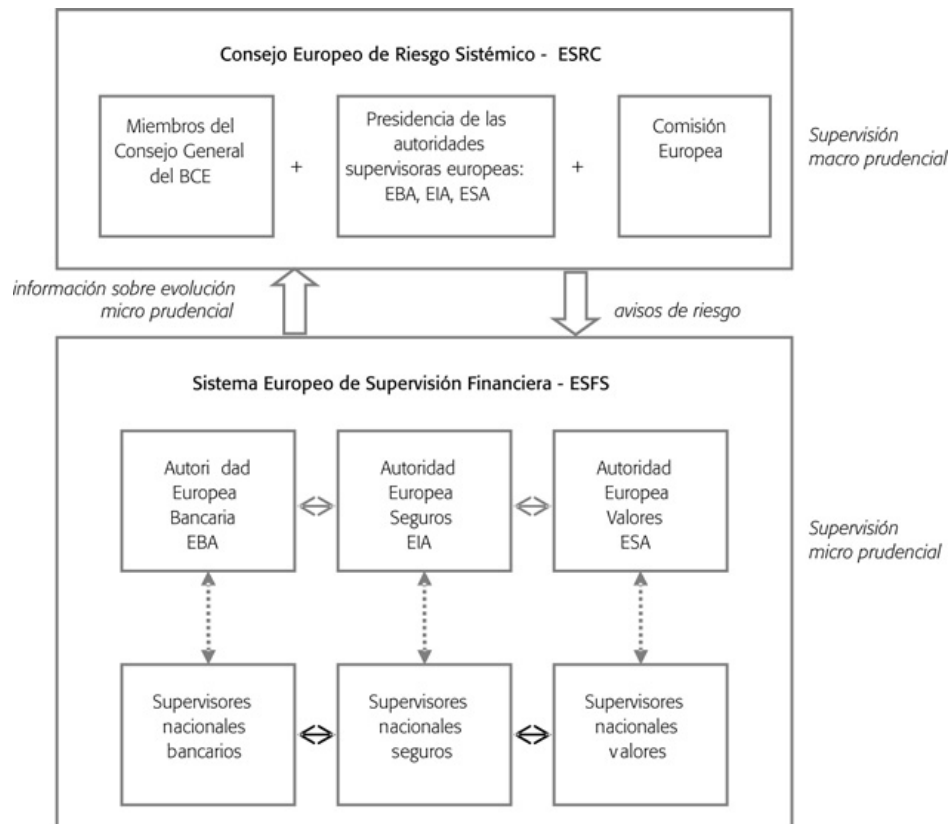 Consejo Europeo de Riesgo Sistémico - ESRC
Miembros del
Consejo General
del BCE
+
Presidencia de las
autoridades
supervisoras europeas:
EBA, EIA, ESA
+
Comisión
Europea
Supervisión
macro prudencial
información sobre evolución
micro prudencial
avisos de riesgo
Sistema Europeo de Supervisión Financiera - ESFS
Autori dad
Europea
Bancaria
EBA
Autoridad
Europea
Seguros
EIA
Autoridad
Europea
Valores
ESA
Supervisión
micro prudencial
Supervisores
nacionales
bancarios
Supervisores
nacionales
seguros
Supervisores
nacionales
valores